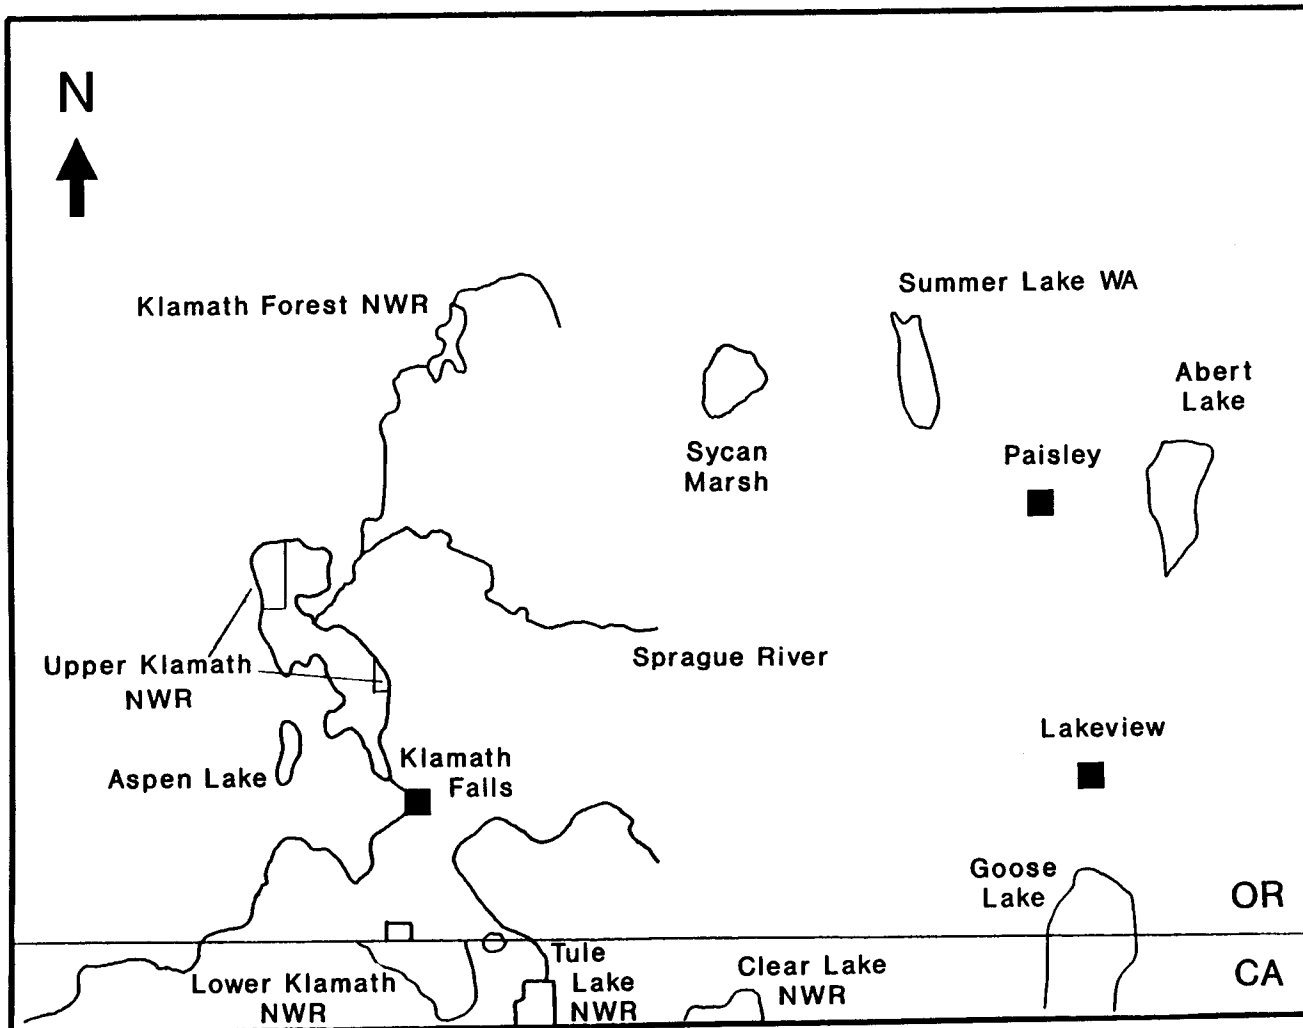 N
Klamath Forest NWR
Summer Lake WA
Abert
Lake
Sycan
Marsh
Paisley
Upper Klamath
NWR
Sprague River
Aspen Lake
Klamath
Falls
Lakeview
Goose
Lake
OR
CA
Lower Klamath
NWR
Tule
Lake
NWR
Clear Lake
NWR